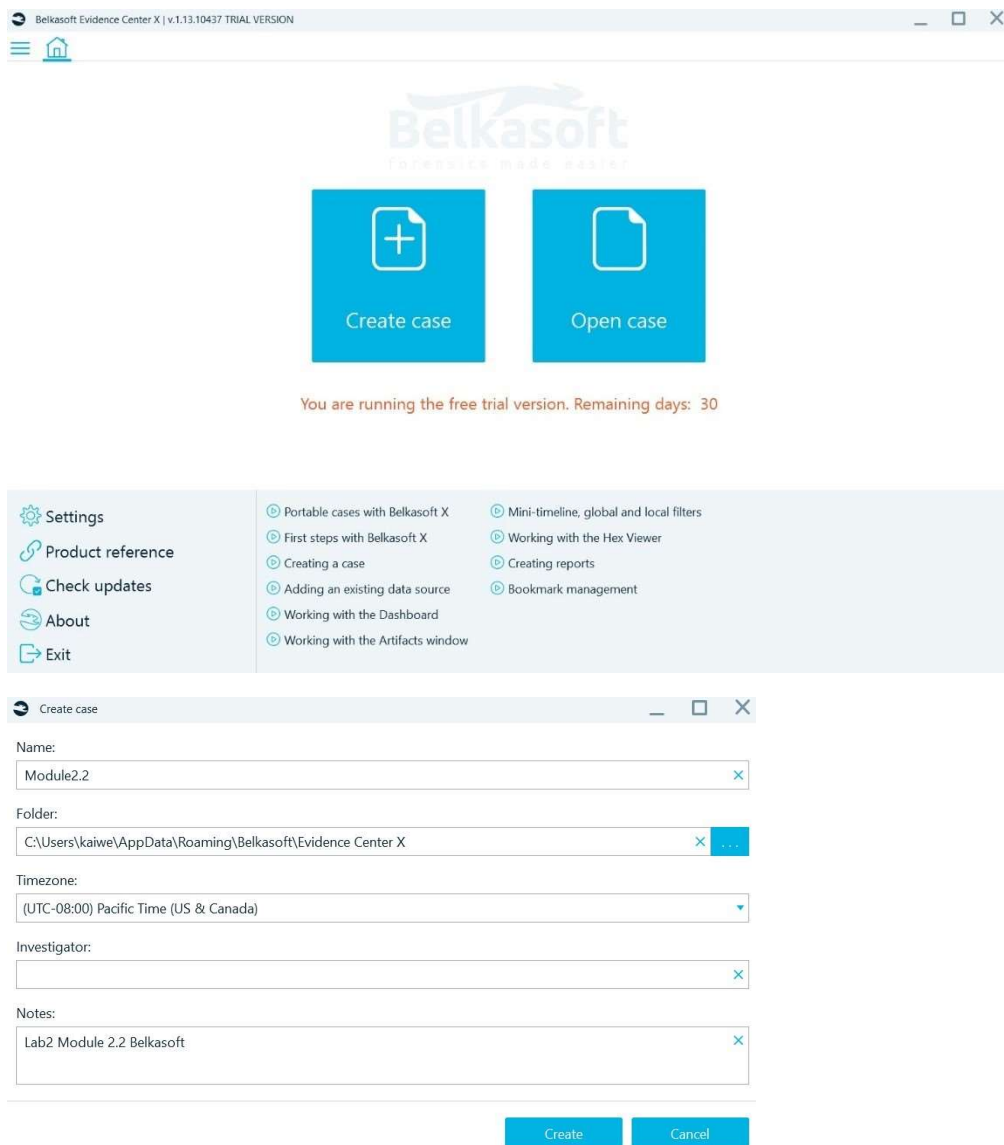 Belkasoft Evidence Center X | v.1.13.10437 TRIAL VERSION
Belkasoft
forensics made easier
Create case
Open case
You are running the free trial version. Remaining days: 30
Settings
Product reference
Check updates
About
Exit
Portable cases with Belkasoft X
First steps with Belkasoft X
Creating a case
Adding an existing data source
Working with the Dashboard
Working with the Artifacts window
Mini-timeline, global and local filters
Working with the Hex Viewer
Creating reports
Bookmark management
Create case
Name:
Module2.2
Folder:
C:\Users\kaiwe\AppData\Roaming\Belkasoft\Evidence Center X
...
Timezone:
(UTC-08:00) Pacific Time (US & Canada)
Investigator:
Notes:
Lab2 Module 2.2 Belkasoft
Create
Cancel